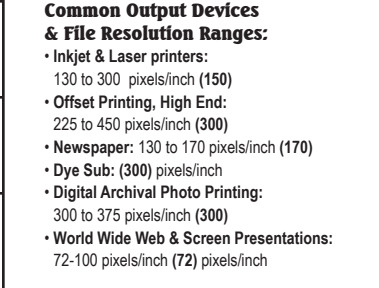 Common Output Devices
& File Resolution Ranges:
• Inkjet & Laser printers:
130 to 300 pixels/inch (150)
• Offset Printing, High End:
225 to 450 pixels/inch (300)
• Newspaper: 130 to 170 pixels/inch (170)
• Dye Sub: (300) pixels/inch
• Digital Archival Photo Printing:
300 to 375 pixels/inch (300)
• World Wide Web & Screen Presentations:
72-100 pixels/inch (72) pixels/inch